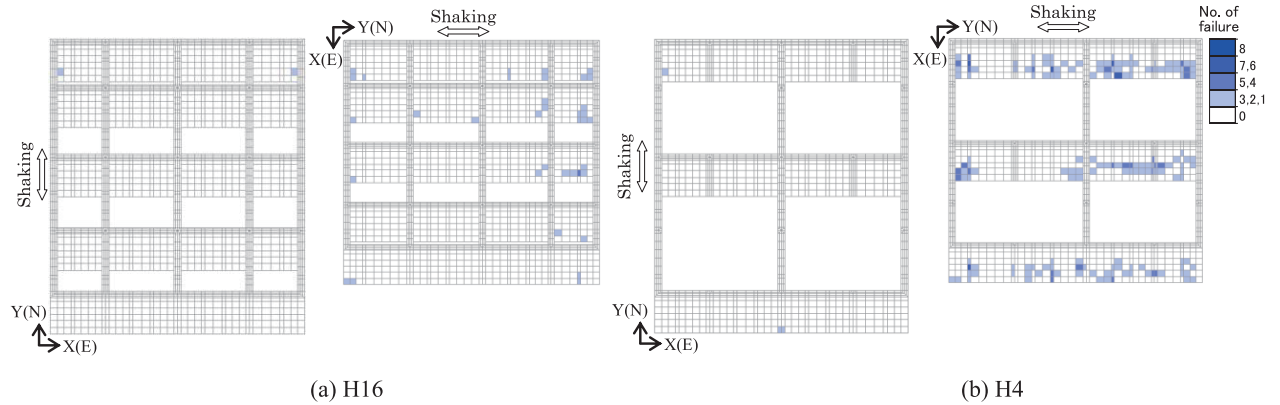 Y(N)
X(E)
Shaking
Shaking
Y(N)
X(E)
(a) H16
Y(N)
X(E)
Shaking
No. of
failure
8
7,6
5,4
3,2,1
0
Shaking
Y(N)
X(E)
(b) H4